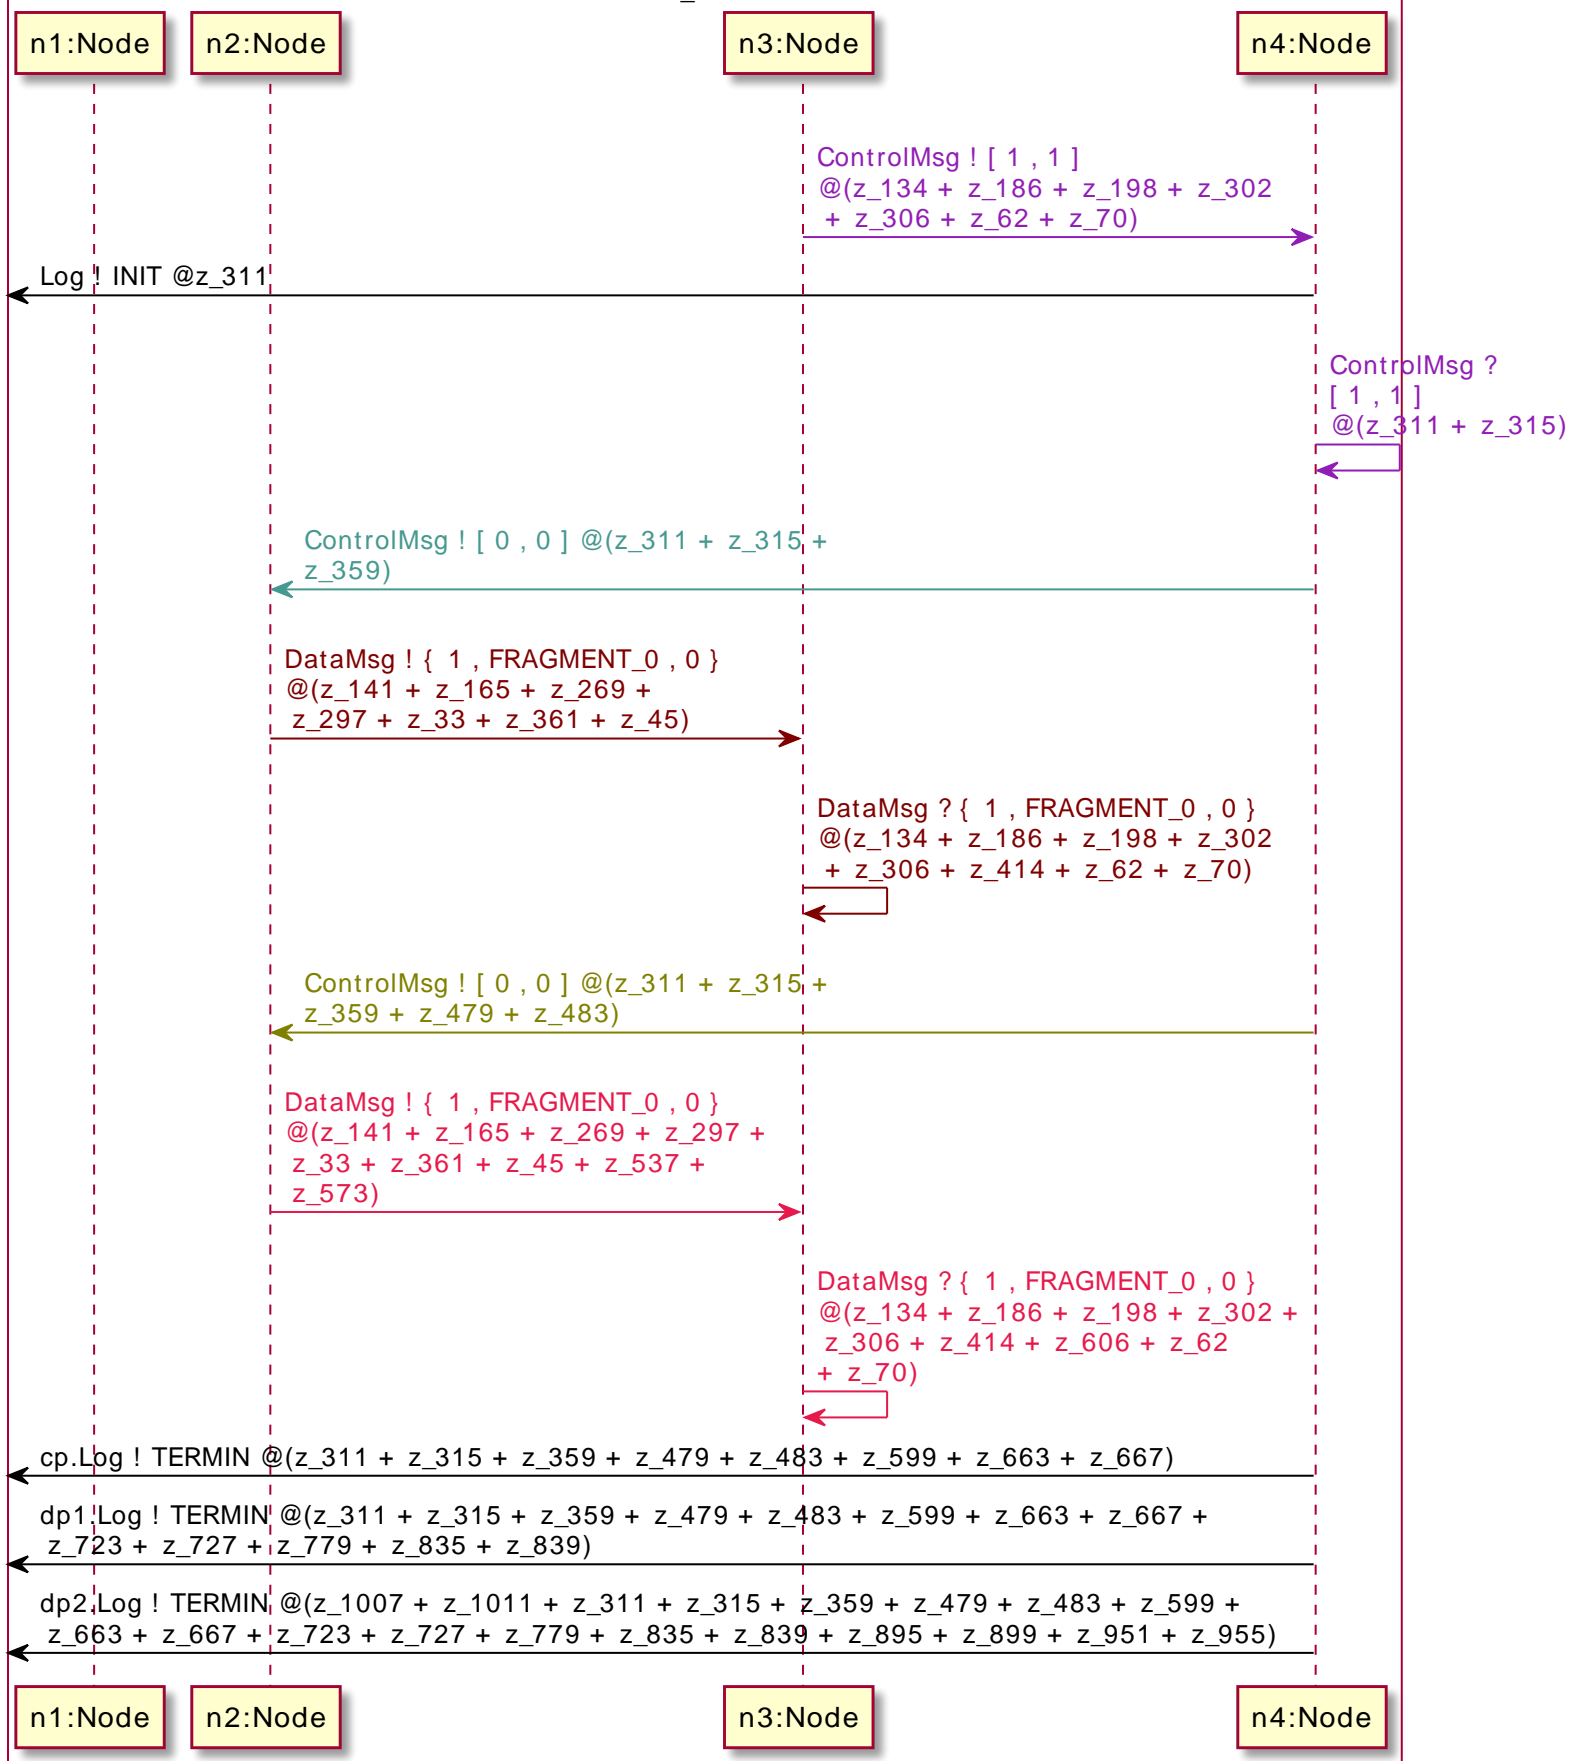 n1:Node n2:Node n3:Node n4:Node
ControlMsg ! [ 1 , 1 ]
@(z_134 + z_186 + z_198 + z_302
+ z_306 + z_62 + z_70)
Log ! INIT @z_311
ControlMsg ?
[ 1 , 1 ]
@(z_311 + z_315)
ControlMsg ! [ 0 , 0 ] @(z_311 + z_315 +
z_359)
DataMsg ! { 1 , FRAGMENT_0 , 0 }
@(z_141 + z_165 + z_269 +
z_297 + z_33 + z_361 + z_45)
DataMsg ? { 1 , FRAGMENT_0 , 0 }
@(z_134 + z_186 + z_198 + z_302
+ z_306 + z_414 + z_62 + z_70)
ControlMsg ! [ 0 , 0 ] @(z_311 + z_315 +
z_359 + z_479 + z_483)
DataMsg ! { 1 , FRAGMENT_0 , 0 }
@(z_141 + z_165 + z_269 + z_297 +
z_33 + z_361 + z_45 + z_537 +
z_573)
DataMsg ? { 1 , FRAGMENT_0 , 0 }
@(z_134 + z_186 + z_198 + z_302 +
z_306 + z_414 + z_606 + z_62
+ z_70)
cp.Log ! TERMIN @(z_311 + z_315 + z_359 + z_479 + z_483 + z_599 + z_663 + z_667)
dp1.Log ! TERMIN @(z_311 + z_315 + z_359 + z_479 + z_483 + z_599 + z_663 + z_667 +
z_723 + z_727 + z_779 + z_835 + z_839)
dp2.Log ! TERMIN @(z_1007 + z_1011 + z_311 + z_315 + z_359 + z_479 + z_483 + z_599 +
z_663 + z_667 + z_723 + z_727 + z_779 + z_835 + z_839 + z_895 + z_899 + z_951 + z_955)
n1:Node n2:Node n3:Node n4:Node